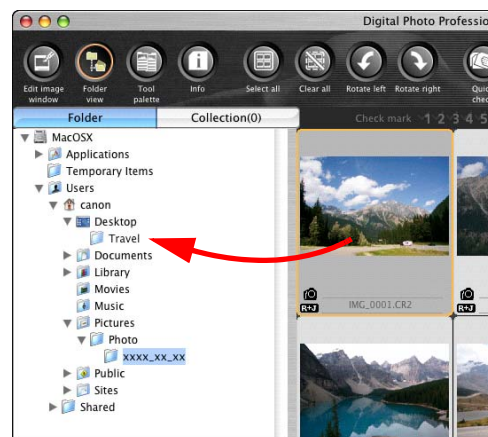 Digital Photo Professio
Edit image window
Folder view
Tool palette
Info
Select all
Clear all
Rotate left
Rotate right
Quic
chec
Folder
Collection(0)
Check mark 1 2 3 4 5
MacOSX
Applications
Temporary Items
Users
canon
Desktop
Travel
Documents
Library
Movies
Music
Pictures
Photo
xxxx_xx_xx
Public
Sites
Shared
R+J
IMG_0001.CR2
R+J